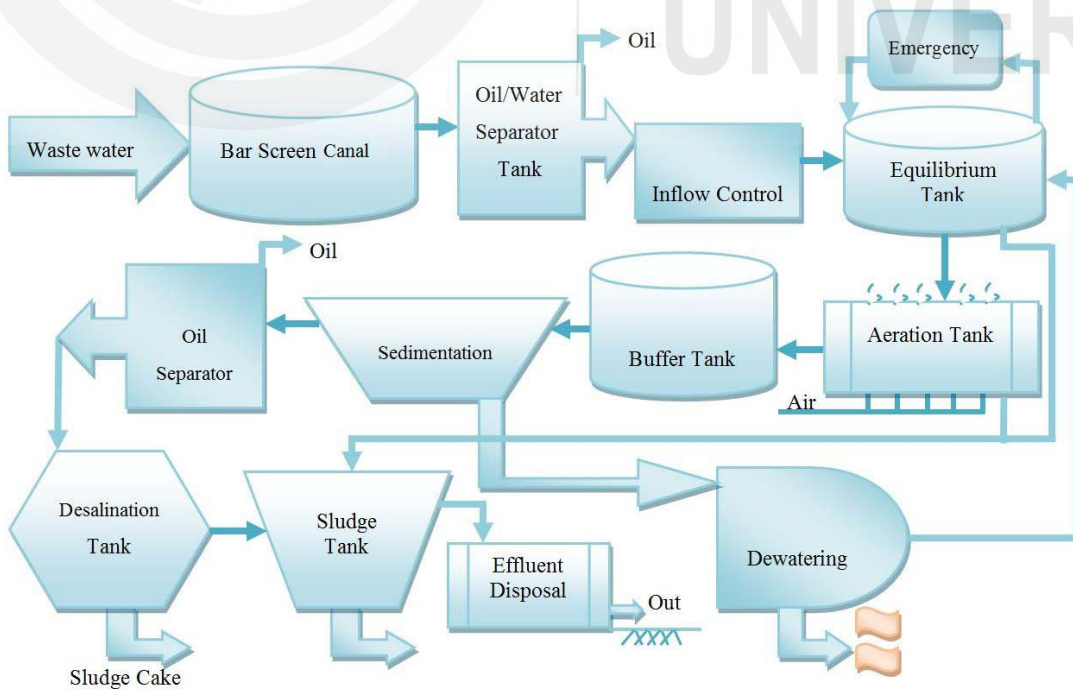 UNIVER
Oil
Emergency
Waste water
Bar Screen Canal
Oil/Water
Separator
Tank
Inflow Control
Equilibrium
Tank
Oil
Oil
Separator
Sedimentation
Buffer Tank
Aeration Tank
Air
Desalination
Tank
Sludge
Tank
Effluent
Disposal
Out
Dewatering
Sludge Cake